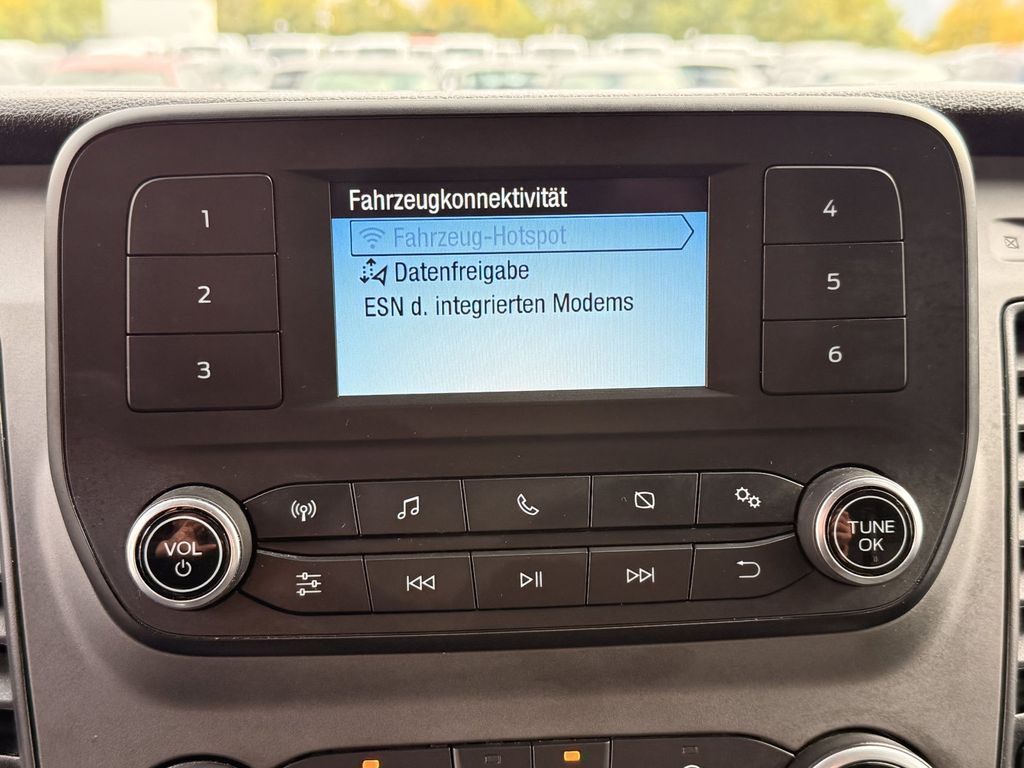 Fahrzeugkonnektivität
Fahrzeug-Hotspot
Datenfreigabe
ESN d. integrierten Modems
1
2
3
4
5
6
VOL
TUNE
OK